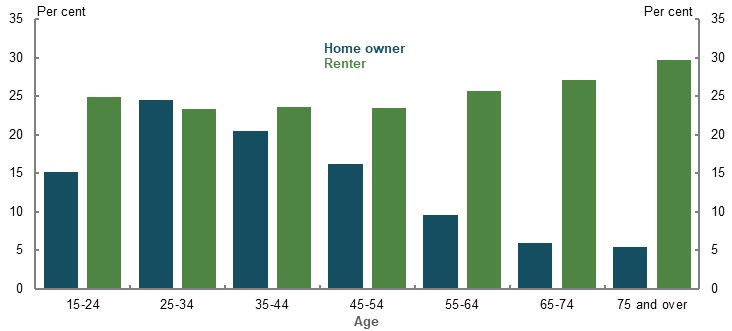 Per cent Per cent
35 35
Home owner
Renter
30 30
25 25
20 20
15 15
10 10
5 5
0 0
15-24 25-34 35-44 45-54 55-64 65-74 75 and over
Age